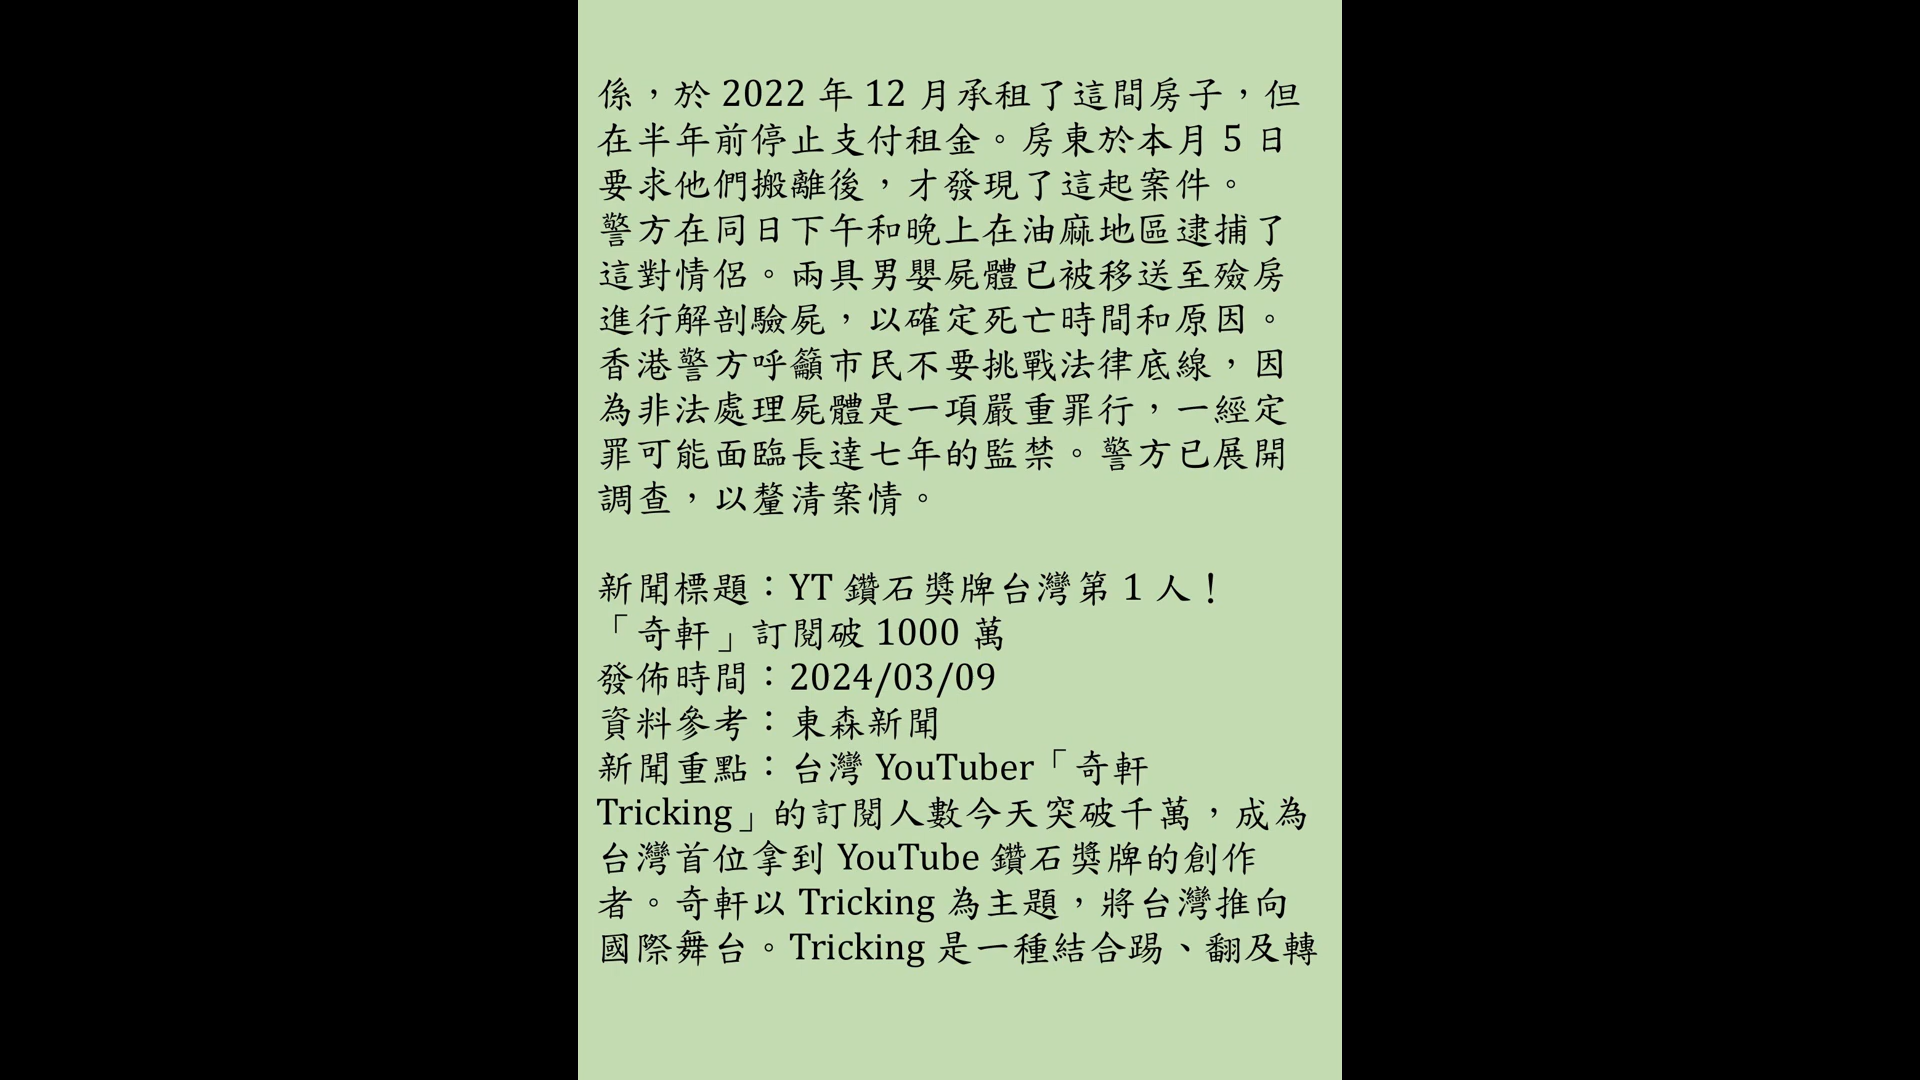 係，於 2022 年 12 月承租了這間房子，但
在半年前停止支付租金。房東於本月 5 日
要求他們搬離後，才發現了這起案件。
警方在同日下午和晚上在油麻地區逮捕了
這對情侶。兩具男嬰屍體已被移送至殮房
進行解剖驗屍，以確定死亡時間和原因。
香港警方呼籲市民不要挑戰法律底線，因
為非法處理屍體是一項嚴重罪行，一經定
罪可能面臨長達七年的監禁。警方已展開
調查，以釐清案情。
新聞標題：YT 鑽石獎牌台灣第 1 人！
「奇軒」訂閱破 1000 萬
發佈時間：2024/03/09
資料參考：東森新聞
新聞重點：台灣 YouTuber「奇軒
Tricking」的訂閱人數今天突破千萬，成為
台灣首位拿到 YouTube 鑽石獎牌的創作
者。奇軒以 Tricking 為主題，將台灣推向
國際舞台。Tricking 是一種結合踢、翻及轉